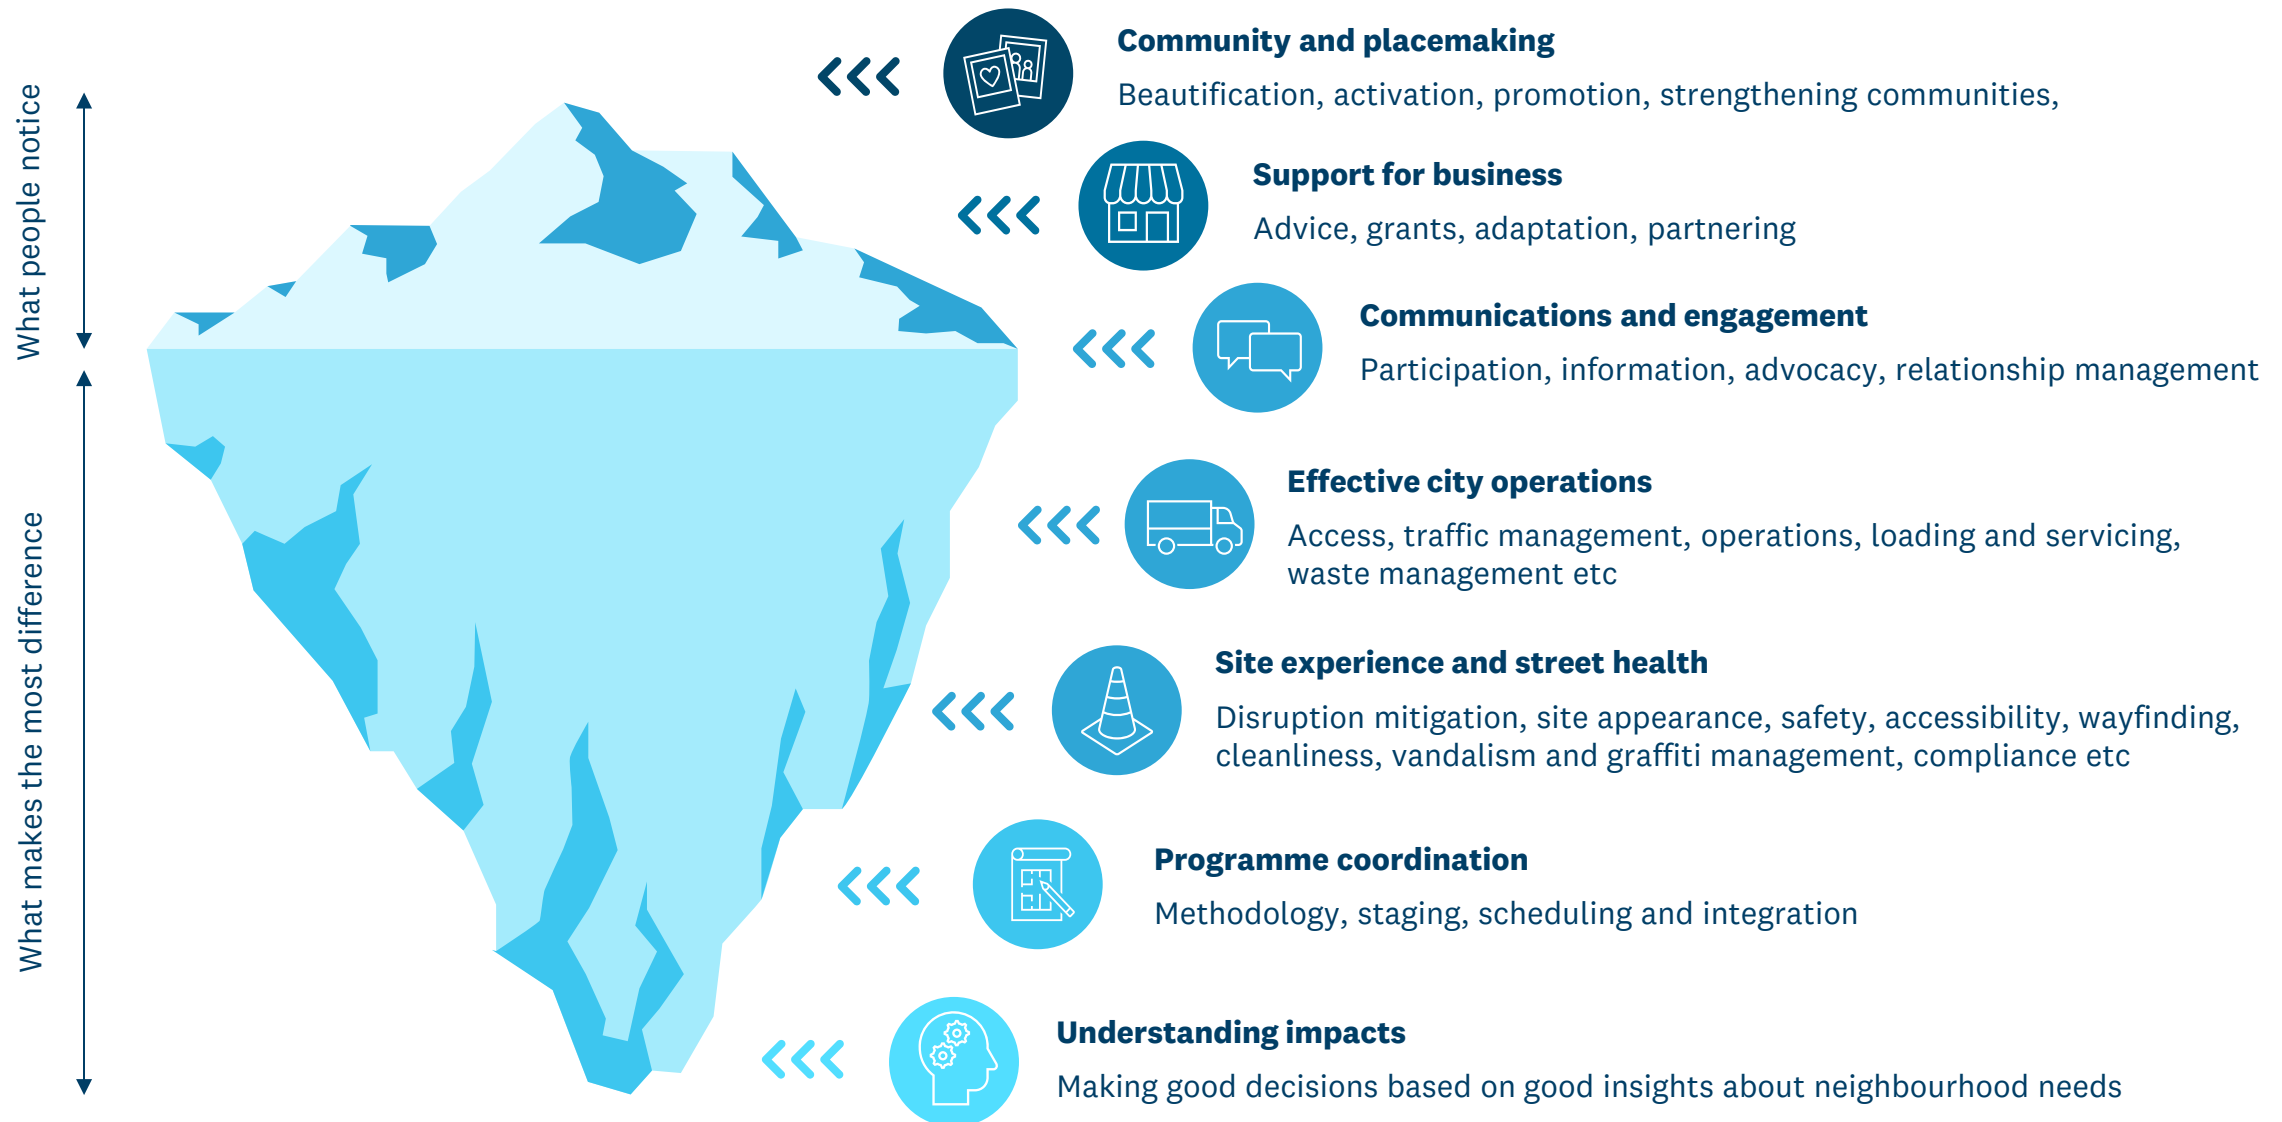 What people notice
What makes the most difference
Community and placemaking
Beautification, activation, promotion, strengthening communities,
Support for business
Advice, grants, adaptation, partnering
Communications and engagement
Participation, information, advocacy, relationship management
Effective city operations
Access, traffic management, operations, loading and servicing,
waste management etc
Site experience and street health
Disruption mitigation, site appearance, safety, accessibility, wayfinding,
cleanliness, vandalism and graffiti management, compliance etc
Programme coordination
Methodology, staging, scheduling and integration
Understanding impacts
Making good decisions based on good insights about neighbourhood needs